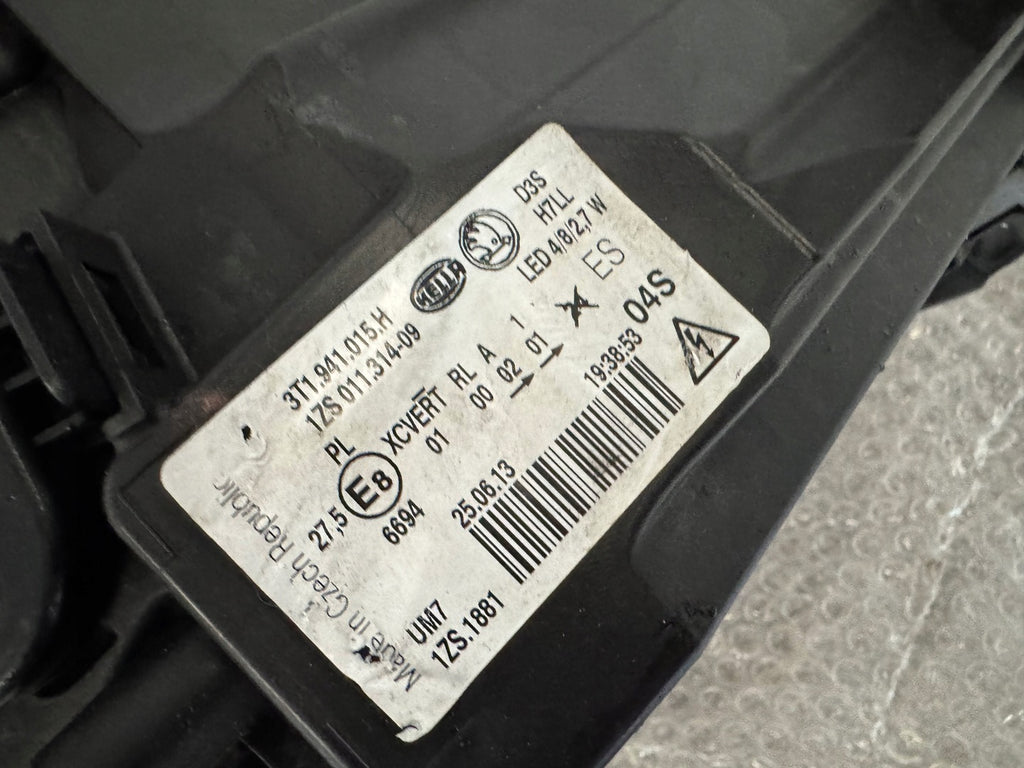 3T1.941.015.H
1ZS 011.314-09
HELLA
D3S
H7LL
LED 4/8/2,7 W
ES
PL
E8
27,5
6694
XCVERT RL A 1
01 00 02 01
25.06.13 19:38:53 04S
UM7
1ZS.1881
Made in Czech Republic